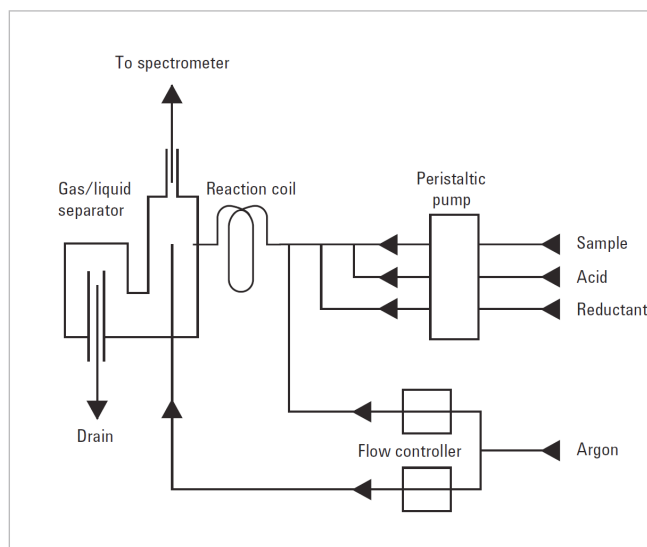 To spectrometer
Gas/liquid
separator
Reaction coil
Peristaltic
pump
Sample
Acid
Reductant
Drain
Flow controller
Argon